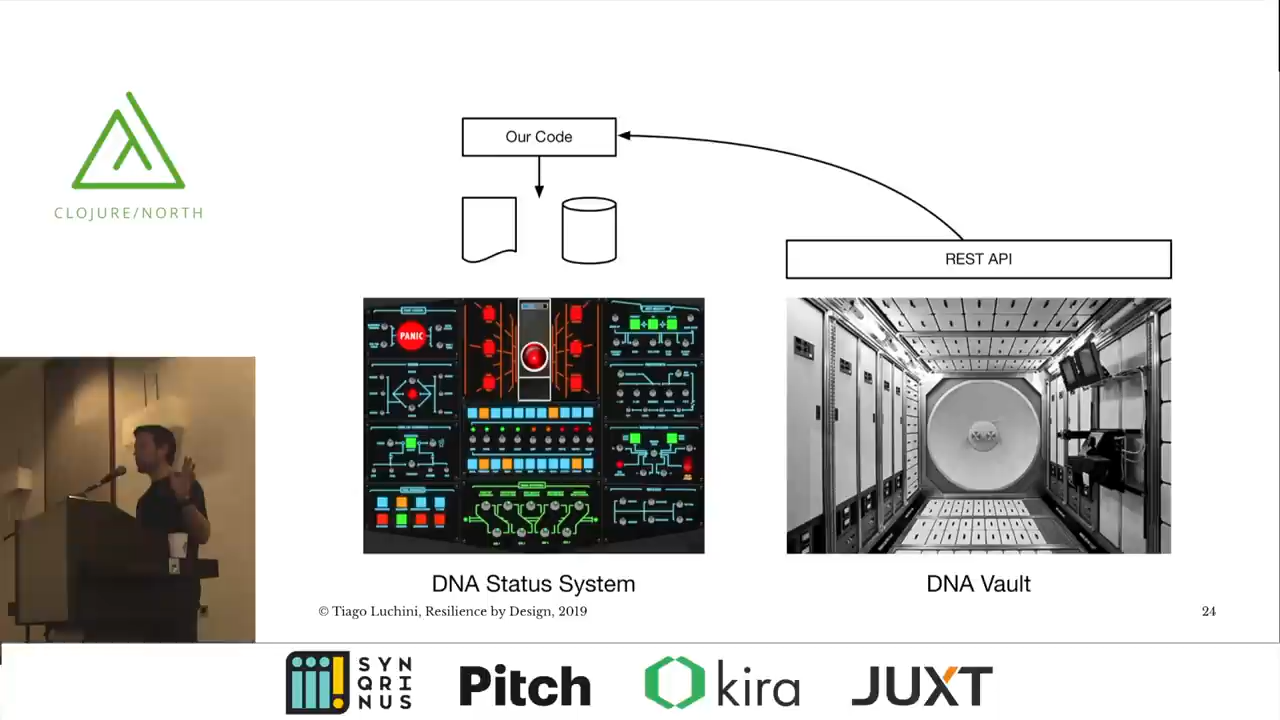 CLOJURE/NORTH
Our Code
REST API
PANIC
DNA Status System
DNA Vault
© Tiago Luchini, Resilience by Design, 2019
24
SYN
QRI
NUS
Pitch
kira
JUXT